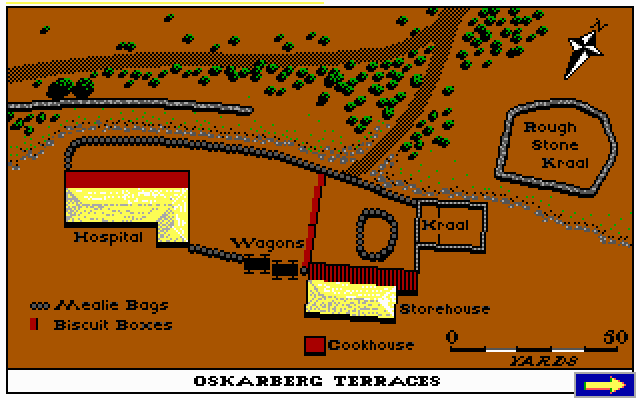 N
Rough
Stone
Kraal
Kraal
Hospital
Wagons
Mealie Bags
Storehouse
Biscuit Boxes
Cookhouse
0 50
YARDS
OSKARBERG TERRACES